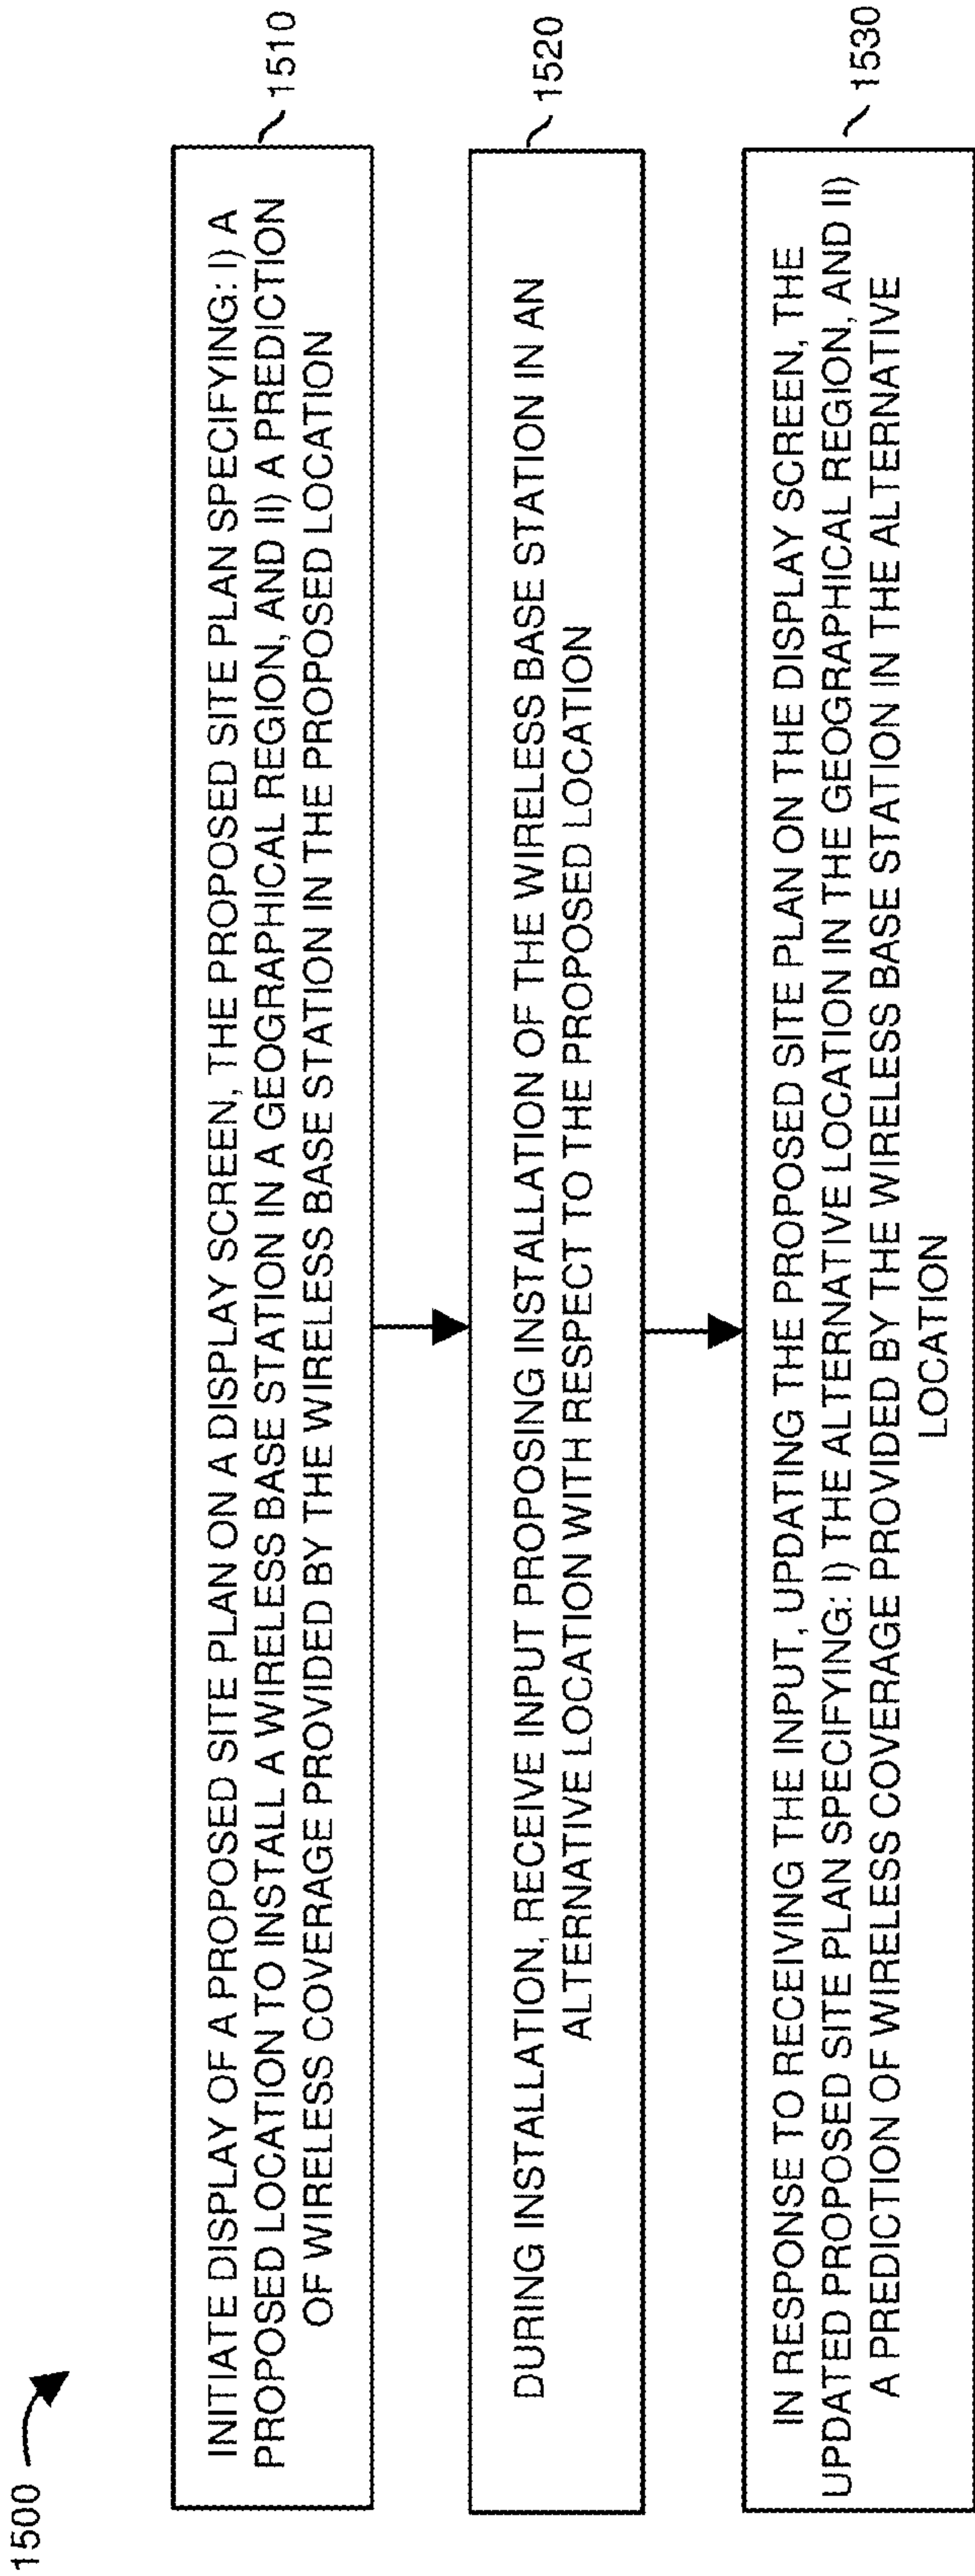 1500
INITIATE DISPLAY OF A PROPOSED SITE PLAN ON A DISPLAY SCREEN, THE PROPOSED SITE PLAN SPECIFYING: I) A
PROPOSED LOCATION TO INSTALL A WIRELESS BASE STATION IN A GEOGRAPHICAL REGION, AND II) A PREDICTION
OF WIRELESS COVERAGE PROVIDED BY THE WIRELESS BASE STATION IN THE PROPOSED LOCATION
1510
DURING INSTALLATION, RECEIVE INPUT PROPOSING INSTALLATION OF THE WIRELESS BASE STATION IN AN
ALTERNATIVE LOCATION WITH RESPECT TO THE PROPOSED LOCATION
1520
IN RESPONSE TO RECEIVING THE INPUT, UPDATING THE PROPOSED SITE PLAN ON THE DISPLAY SCREEN, THE
UPDATED PROPOSED SITE PLAN SPECIFYING: I) THE ALTERNATIVE LOCATION IN THE GEOGRAPHICAL REGION, AND II)
A PREDICTION OF WIRELESS COVERAGE PROVIDED BY THE WIRELESS BASE STATION IN THE ALTERNATIVE
LOCATION
1530